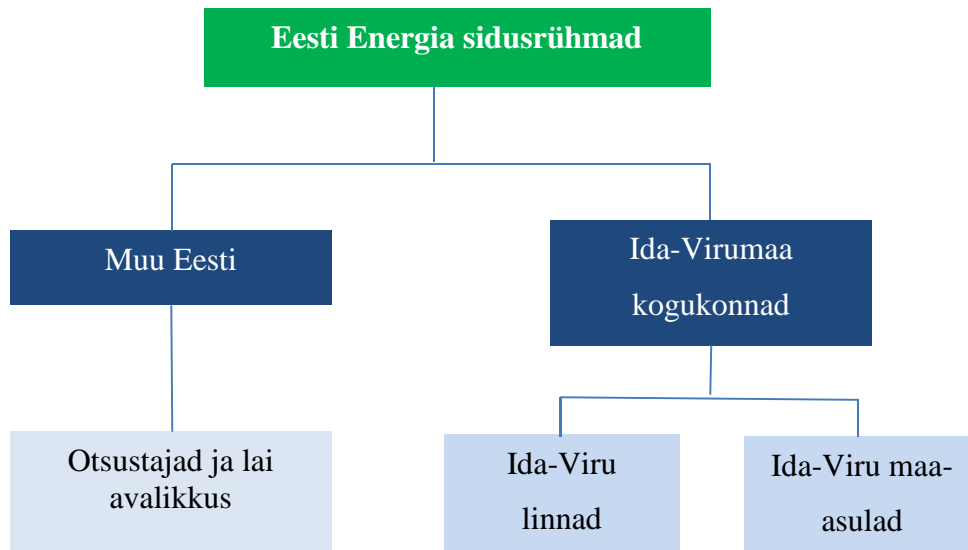 Eesti Energia sidusrühmad
Muu Eesti
Ida-Virumaa
kogukonnad
Otsustajad ja lai
avalikkus
Ida-Viru
linnad
Ida-Viru maa-
asulad